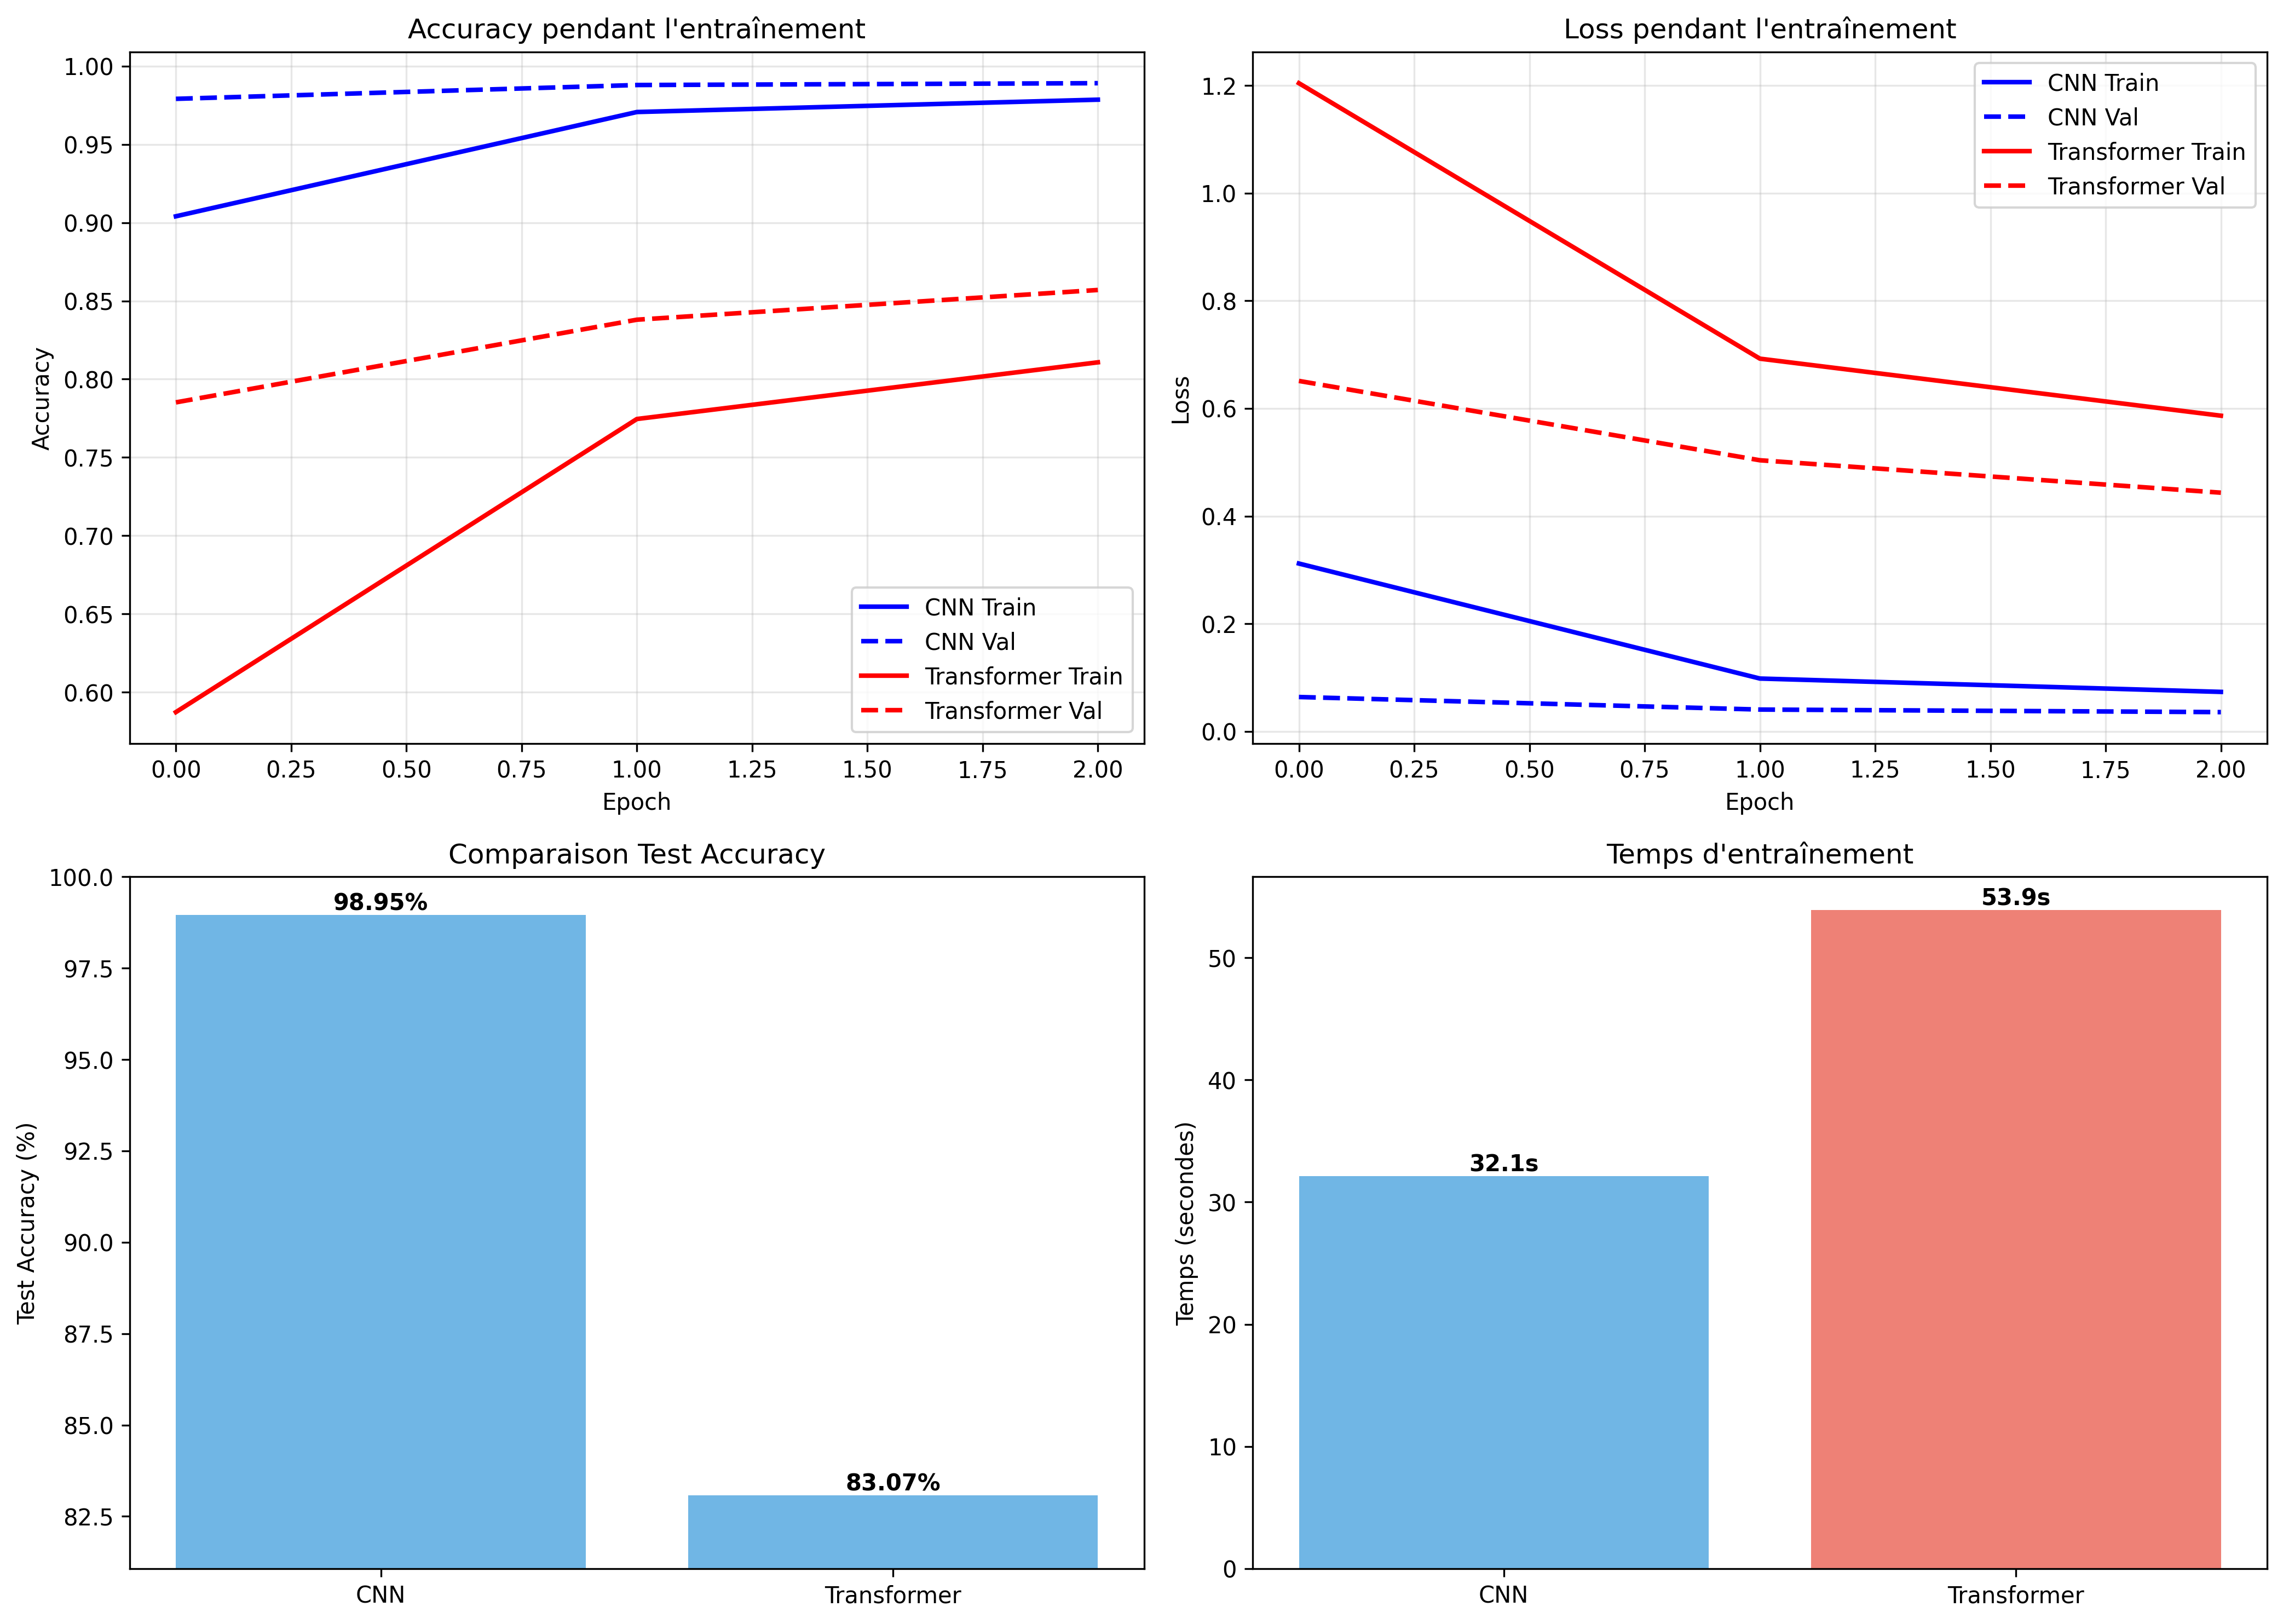 Accuracy pendant l'entraînement
1.00
0.95
0.90
0.85
0.80
0.75
0.70
0.65
0.60
Accuracy
CNN Train
CNN Val
Transformer Train
Transformer Val
0.00 0.25 0.50 0.75 1.00 1.25 1.50 1.75 2.00
Epoch
Loss pendant l'entraînement
1.2
1.0
0.8
0.6
0.4
0.2
0.0
Loss
CNN Train
CNN Val
Transformer Train
Transformer Val
0.00 0.25 0.50 0.75 1.00 1.25 1.50 1.75 2.00
Epoch
Comparaison Test Accuracy
100.0
97.5
95.0
92.5
90.0
87.5
85.0
82.5
Test Accuracy (%)
98.95%
83.07%
CNN Transformer
Temps d'entraînement
50
40
30
20
10
0
Temps (secondes)
53.9s
32.1s
CNN Transformer